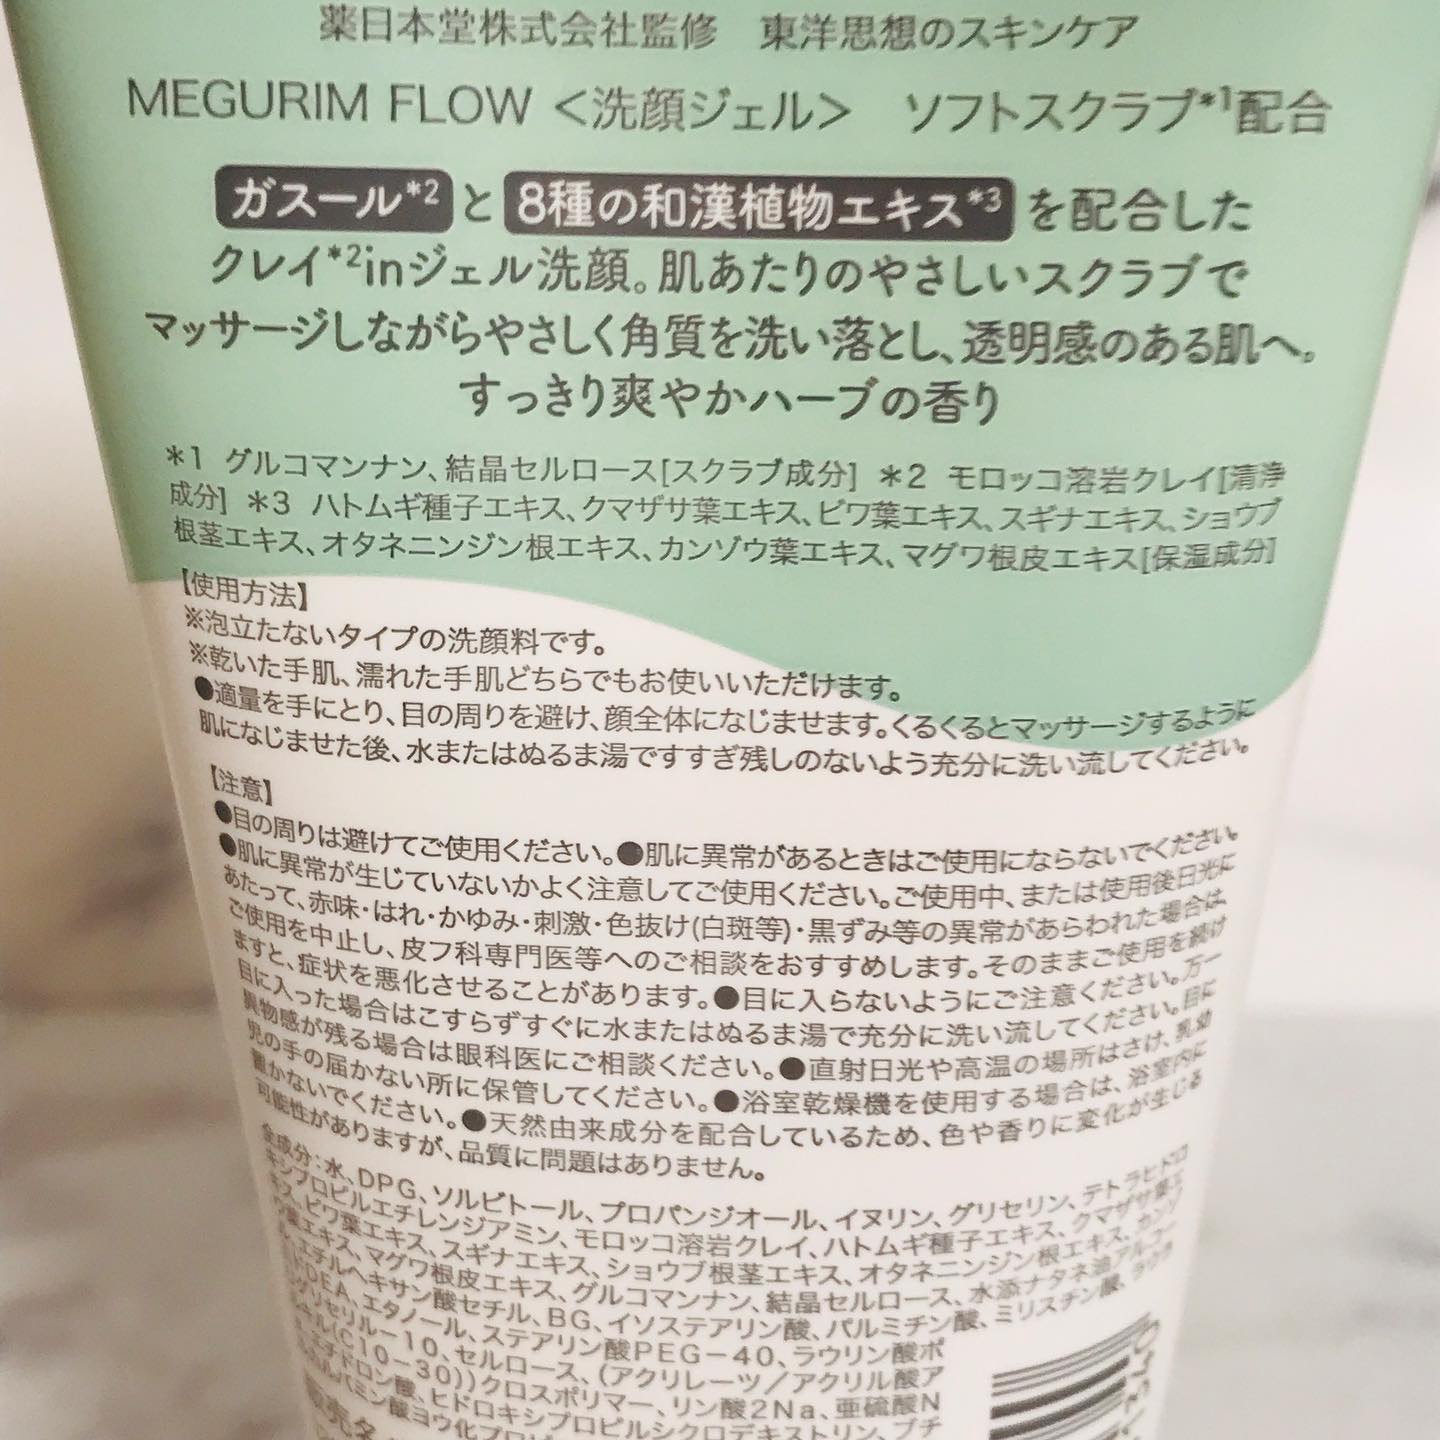 薬日本堂株式会社監修　東洋思想のスキンケア
MEGURIM FLOW ＜洗顔ジェル＞　ソフトスクラブ*1配合
ガスール*2 と 8種の和漢植物エキス*3 を配合した
クレイ*2inジェル洗顔。肌あたりのやさしいスクラブで
マッサージしながらやさしく角質を洗い落とし、透明感のある肌へ。
すっきり爽やかハーブの香り
*1 グルコマンナン、結晶セルロース[スクラブ成分] *2 モロッコ溶岩クレイ[清浄
成分] *3 ハトムギ種子エキス、クマザサ葉エキス、ビワ葉エキス、スギナエキス、ショウブ
根茎エキス、オタネニンジン根エキス、カンゾウ葉エキス、マグワ根皮エキス[保湿成分]
【使用方法】
※泡立たないタイプの洗顔料です。
※乾いた手肌、濡れた手肌どちらでもお使いいただけます。
●適量を手にとり、目の周りを避け、顔全体になじませます。くるくるとマッサージするように
肌になじませた後、水またはぬるま湯ですすぎ残しのないよう充分に洗い流してください。
【注意】
●目の周りは避けてご使用ください。●肌に異常があるときはご使用にならないでください。
●肌に異常が生じていないかよく注意してご使用ください。ご使用中、または使用後日光に
あたって、赤味・はれ・かゆみ・刺激・色抜け(白斑等)・黒ずみ等の異常があらわれた場合は、
ご使用を中止し、皮フ科専門医等へのご相談をおすすめします。そのままご使用を続け
ますと、症状を悪化させることがあります。●目に入らないようにご注意ください。万一
目に入った場合はこすらずすぐに水またはぬるま湯で充分に洗い流してください。目に
異物感が残る場合は眼科医にご相談ください。●直射日光や高温の場所はさけ、乳幼
児の手の届かない所に保管してください。●浴室乾燥機を使用する場合は、浴室内に
置かないでください。●天然由来成分を配合しているため、色や香りに変化が生じる
可能性がありますが、品質に問題はありません。
全成分：水、DPG、ソルビトール、プロパンジオール、イヌリン、グリセリン、テトラヒドロ
キシプロピルエチレンジアミン、モロッコ溶岩クレイ、ハトムギ種子エキス、クマザサ葉エ
キス、ビワ葉エキス、スギナエキス、ショウブ根茎エキス、オタネニンジン根エキス、カンゾ
ウ葉エキス、マグワ根皮エキス、グルコマンナン、結晶セルロース、水添ナタネ油アルコー
ル、エチルヘキサン酸セチル、BG、イソステアリン酸、パルミチン酸、ミリスチン酸、ラウラ
ミドDEA、エタノール、ステアリン酸PEG－40、ラウリン酸ポ
リグリセリル－10、セルロース、（アクリレーツ／アクリル酸ア
ルキル(C10－30)）クロスポリマー、リン酸2Na、亜硫酸N
エチドロン酸、ヒドロキシプロピルシクロデキストリン、ブチ
カルバミン酸ヨウ化プロピ
販売名